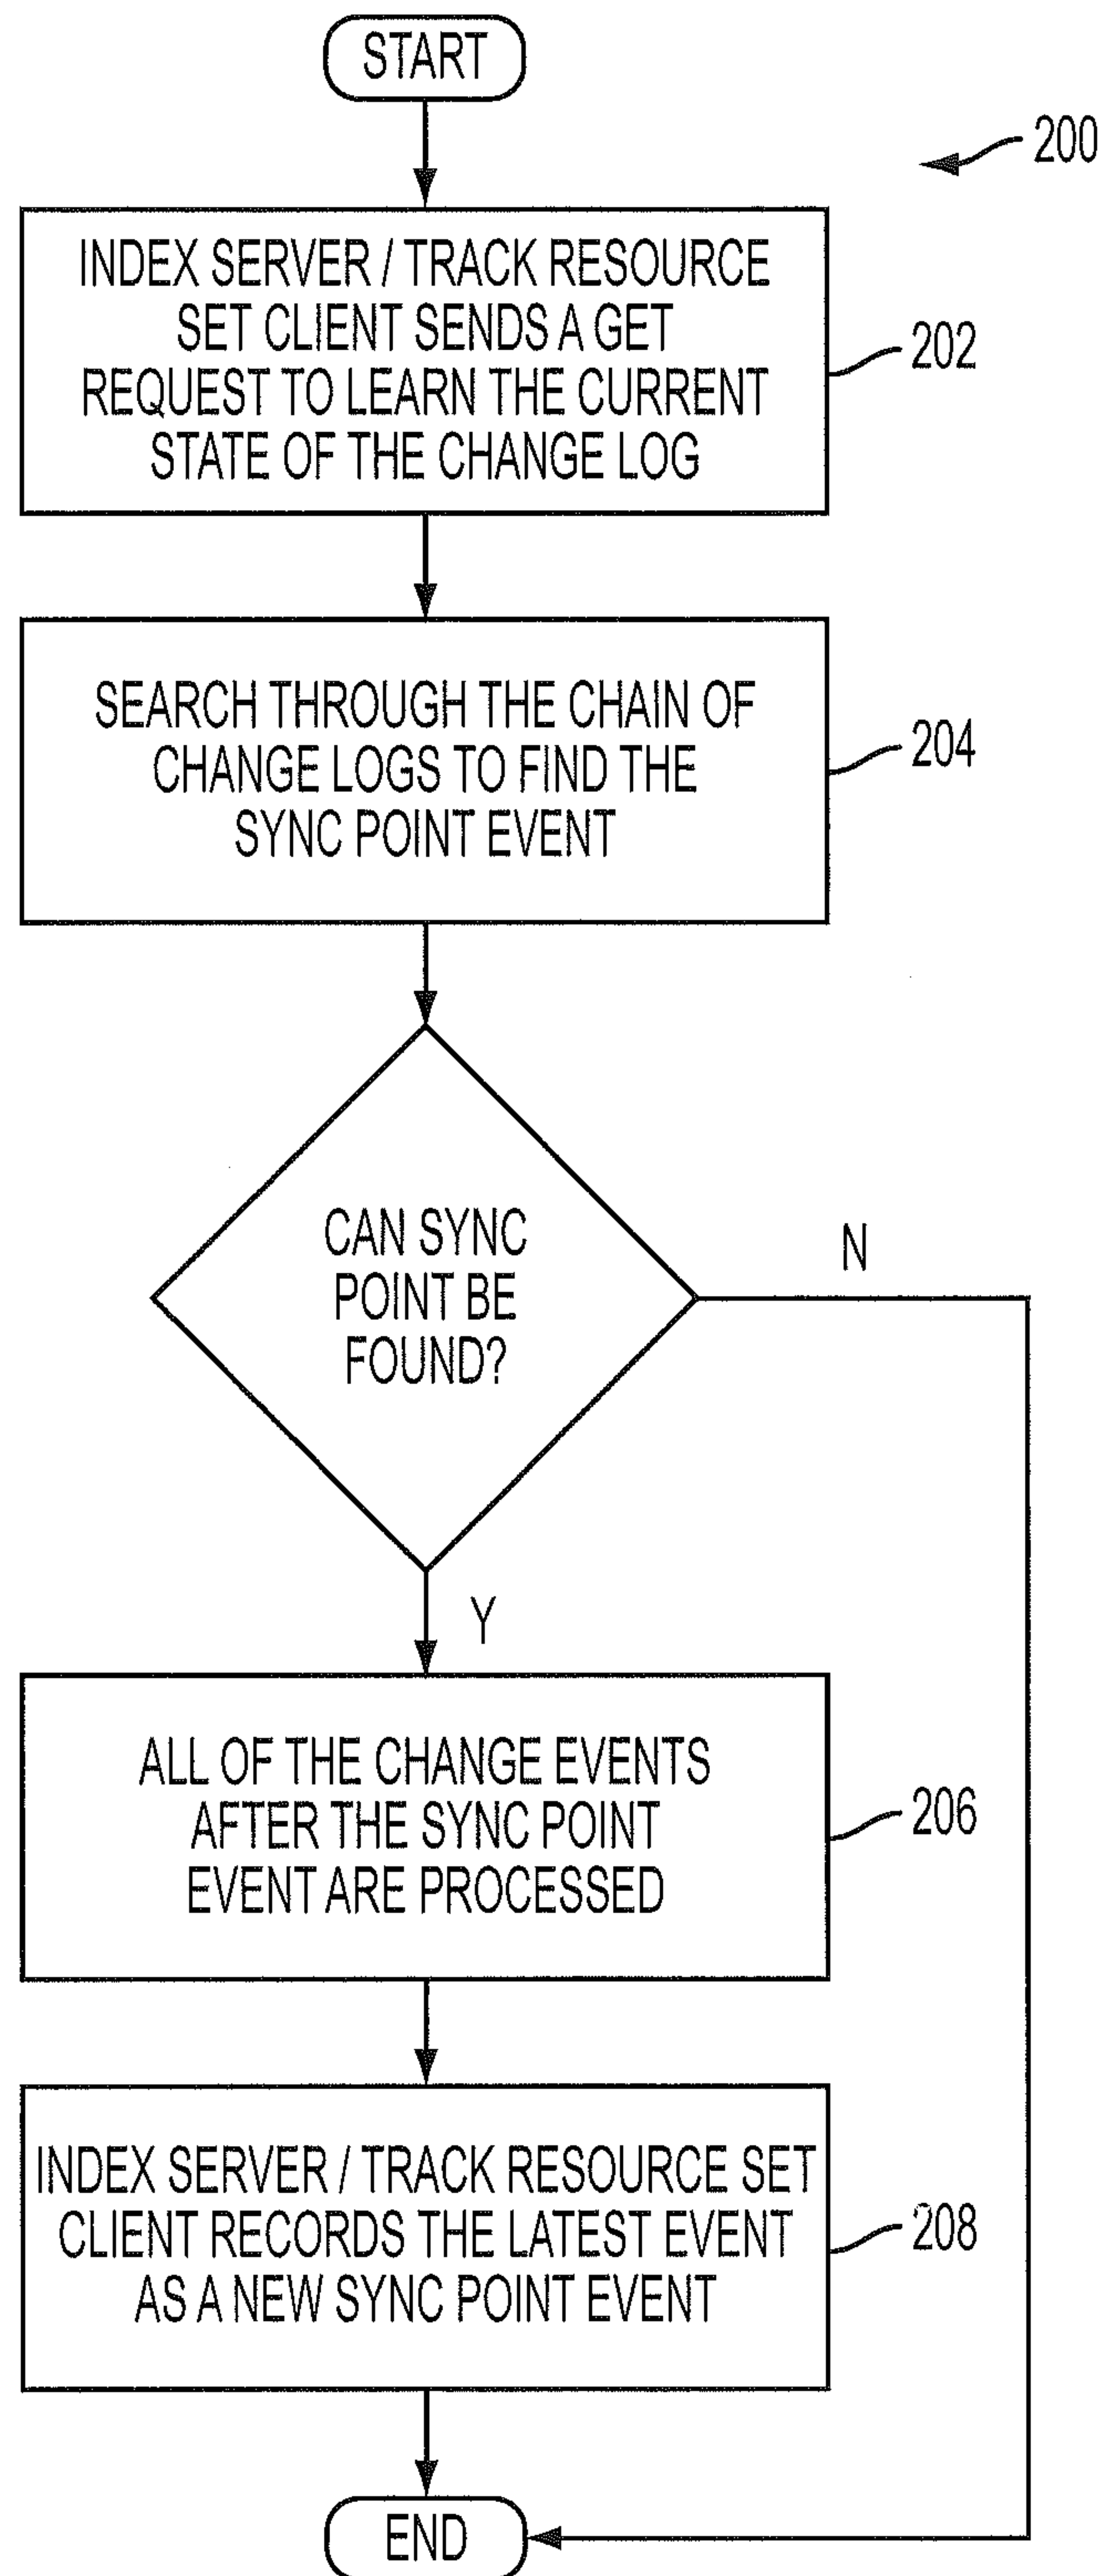 START
200
INDEX SERVER / TRACK RESOURCE
SET CLIENT SENDS A GET
REQUEST TO LEARN THE CURRENT
STATE OF THE CHANGE LOG
202
SEARCH THROUGH THE CHAIN OF
CHANGE LOGS TO FIND THE
SYNC POINT EVENT
204
CAN SYNC
POINT BE
FOUND?
N
Y
ALL OF THE CHANGE EVENTS
AFTER THE SYNC POINT
EVENT ARE PROCESSED
206
INDEX SERVER / TRACK RESOURCE SET
CLIENT RECORDS THE LATEST EVENT
AS A NEW SYNC POINT EVENT
208
END